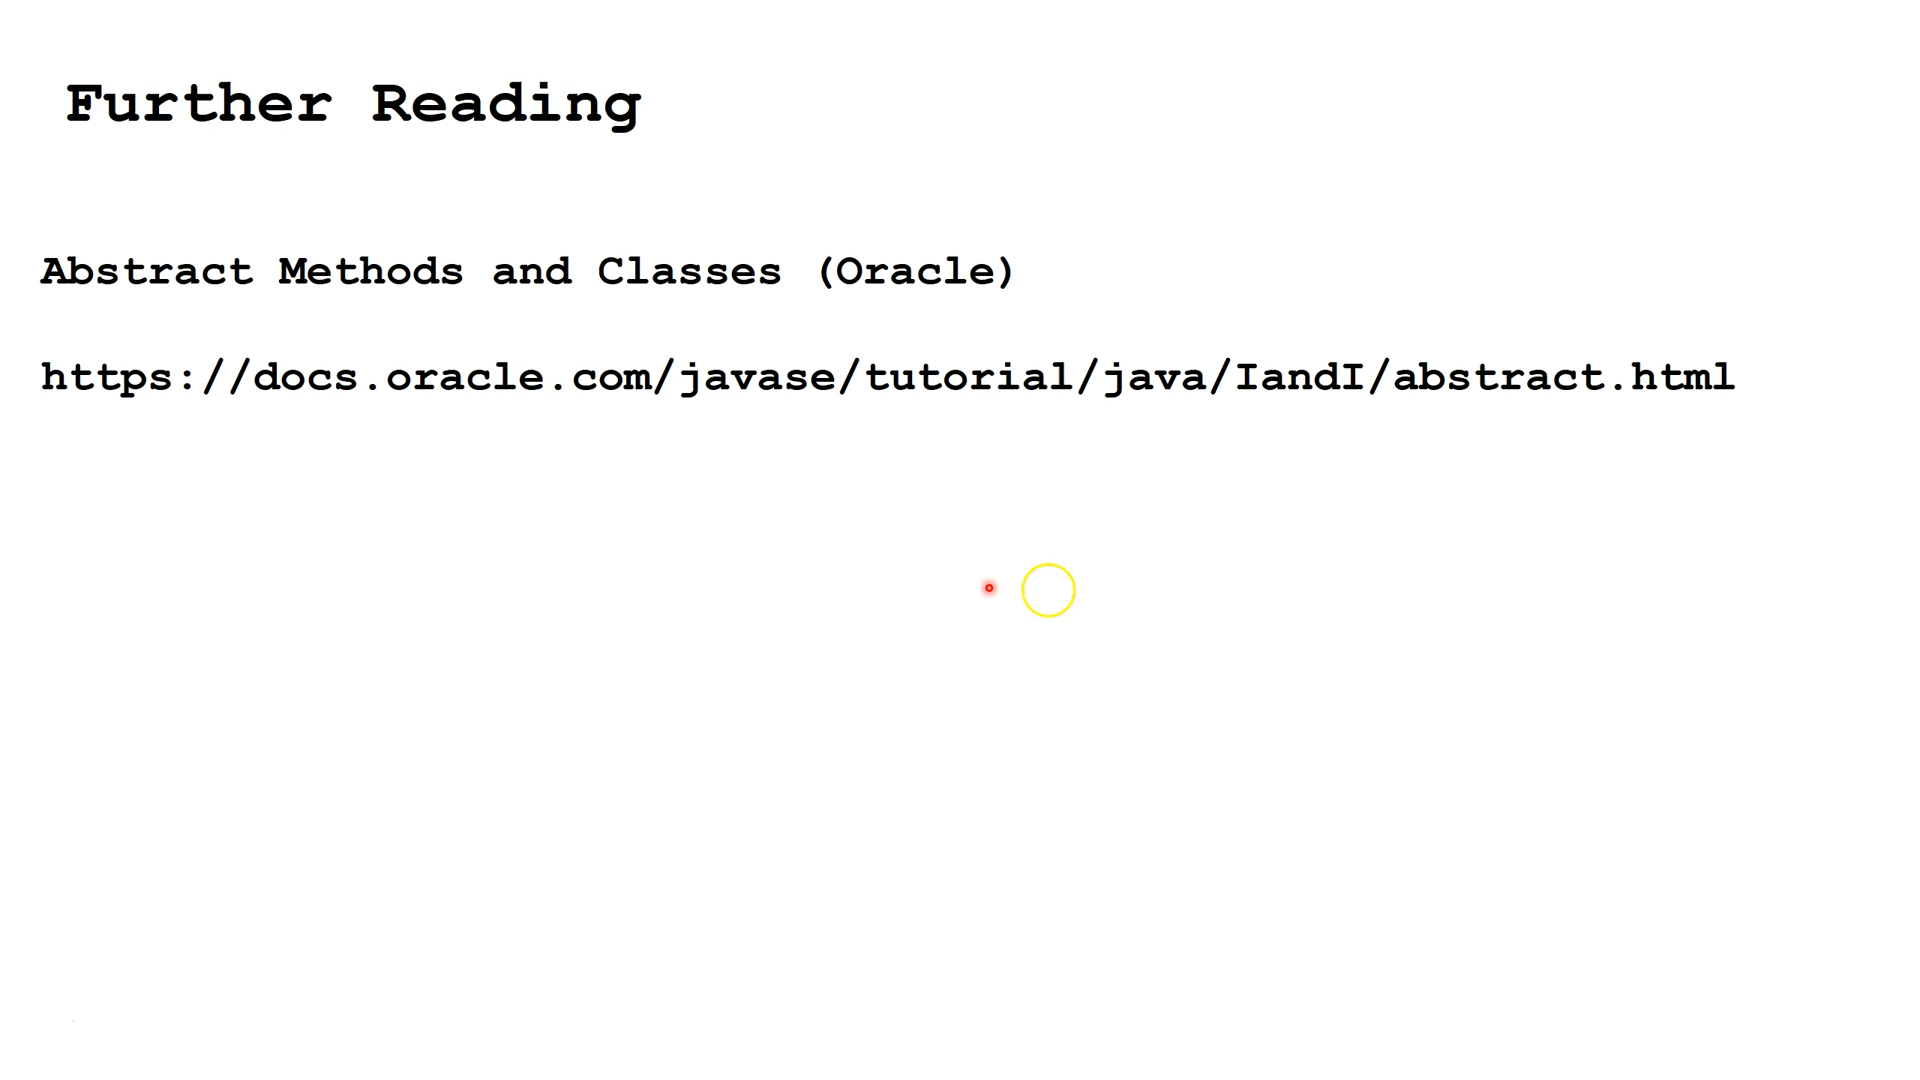 Further Reading
Abstract Methods and Classes (Oracle)
https://docs.oracle.com/javase/tutorial/java/IandI/abstract.html